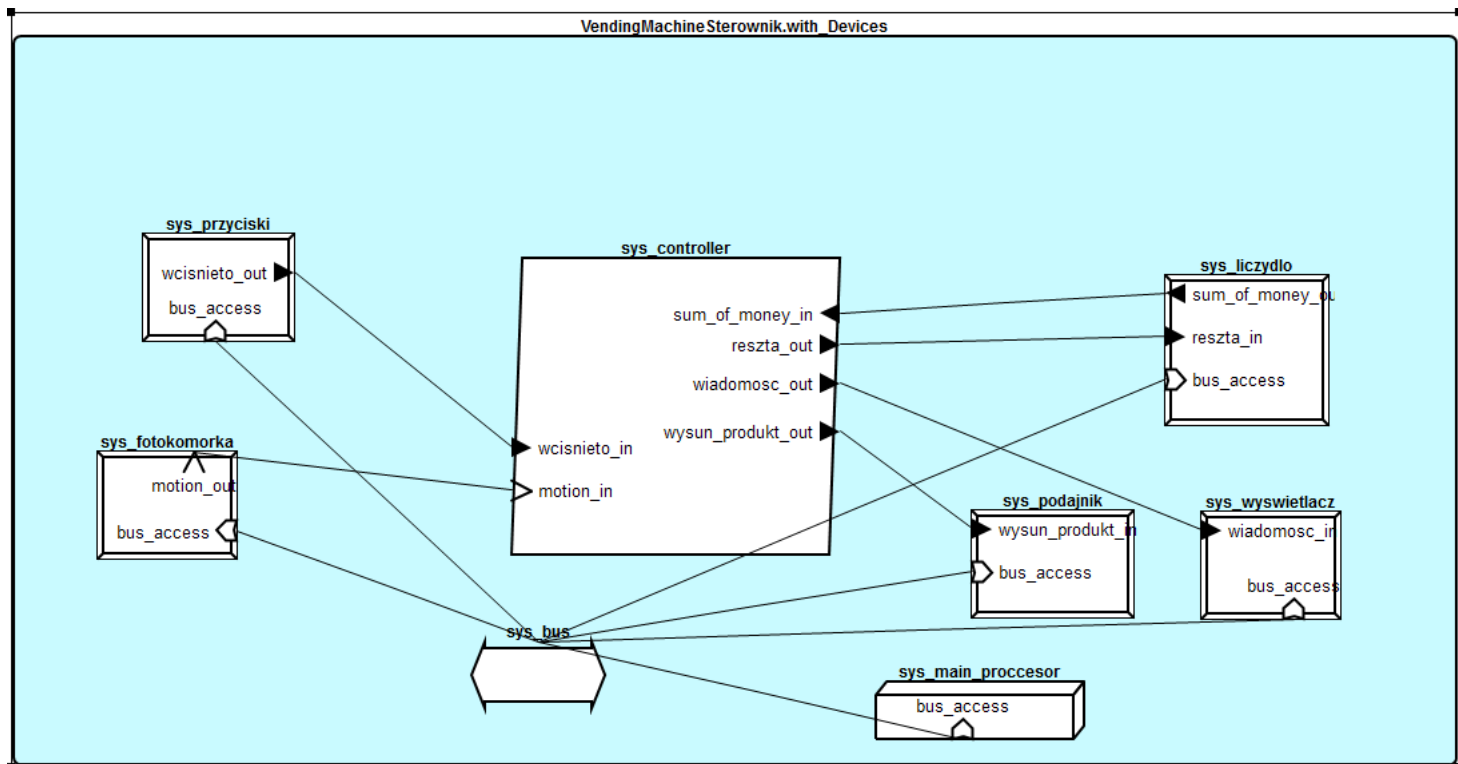 VendingMachineSterownik.with_Devices
sys_przyciski
wcisnieto_out
bus_access
sys_fotokomorka
motion_out
bus_access
sys_controller
sum_of_money_in
reszta_out
wiadomosc_out
wysun_produkt_out
wcisnieto_in
motion_in
sys_liczydlo
sum_of_money_ou
reszta_in
bus_access
sys_podajnik
wysun_produkt_in
bus_access
sys_wyswietlacz
wiadomosc_in
bus_access
sys_bus
sys_main_proccesor
bus_access